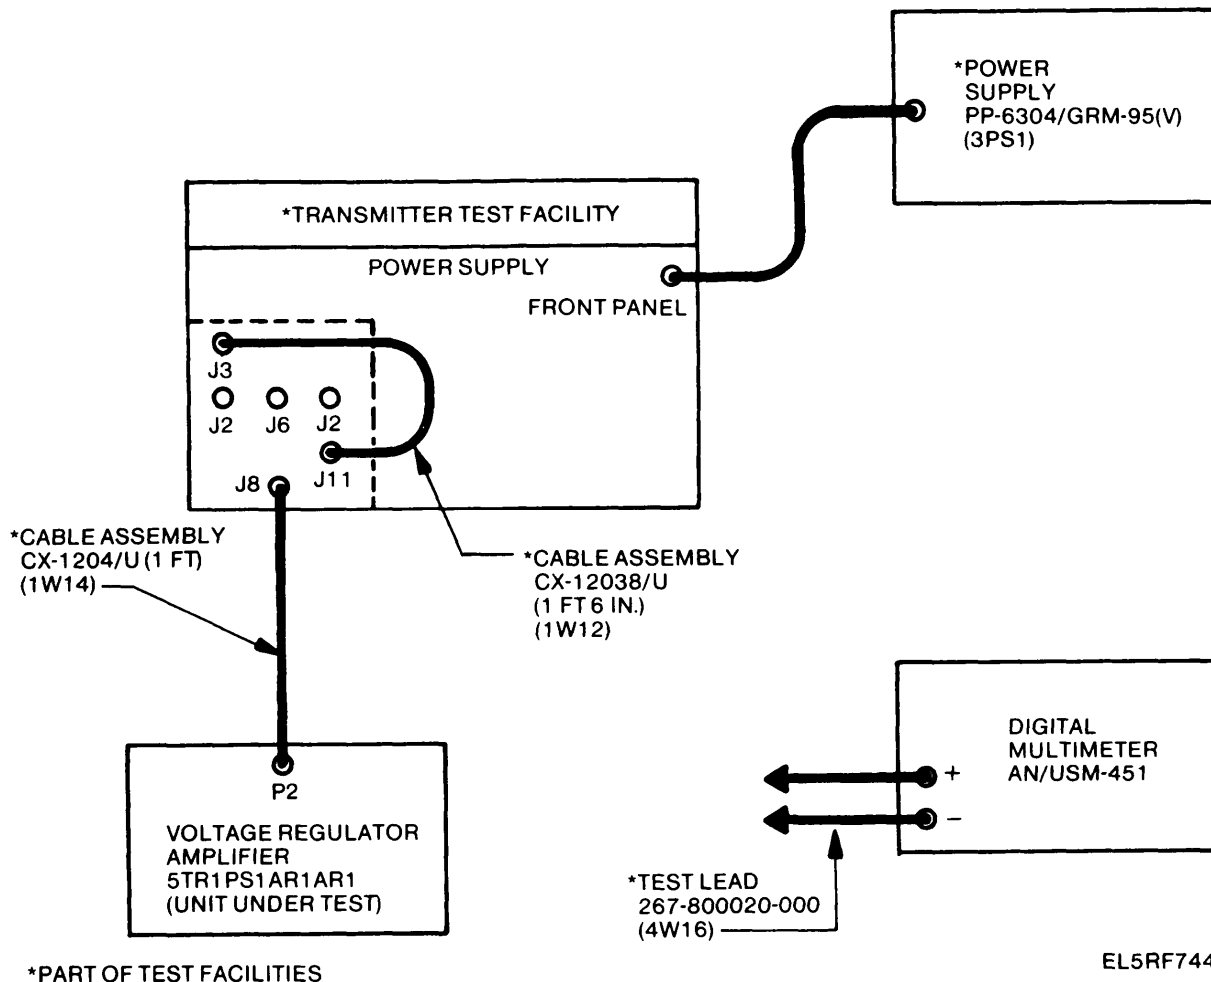 *POWER
SUPPLY
PP-6304/GRM-95(V)
(3PS1)
*TRANSMITTER TEST FACILITY
POWER SUPPLY
FRONT PANEL
J3
J2
J6
J2
J11
J8
*CABLE ASSEMBLY
CX-1204/U (1 FT)
(1W14)
*CABLE ASSEMBLY
CX-12038/U
(1 FT 6 IN.)
(1W12)
P2
VOLTAGE REGULATOR
AMPLIFIER
5TR1PS1AR1AR1
(UNIT UNDER TEST)
DIGITAL
MULTIMETER
AN/USM-451
+
−
*TEST LEAD
267-800020-000
(4W16)
*PART OF TEST FACILITIES
EL5RF744